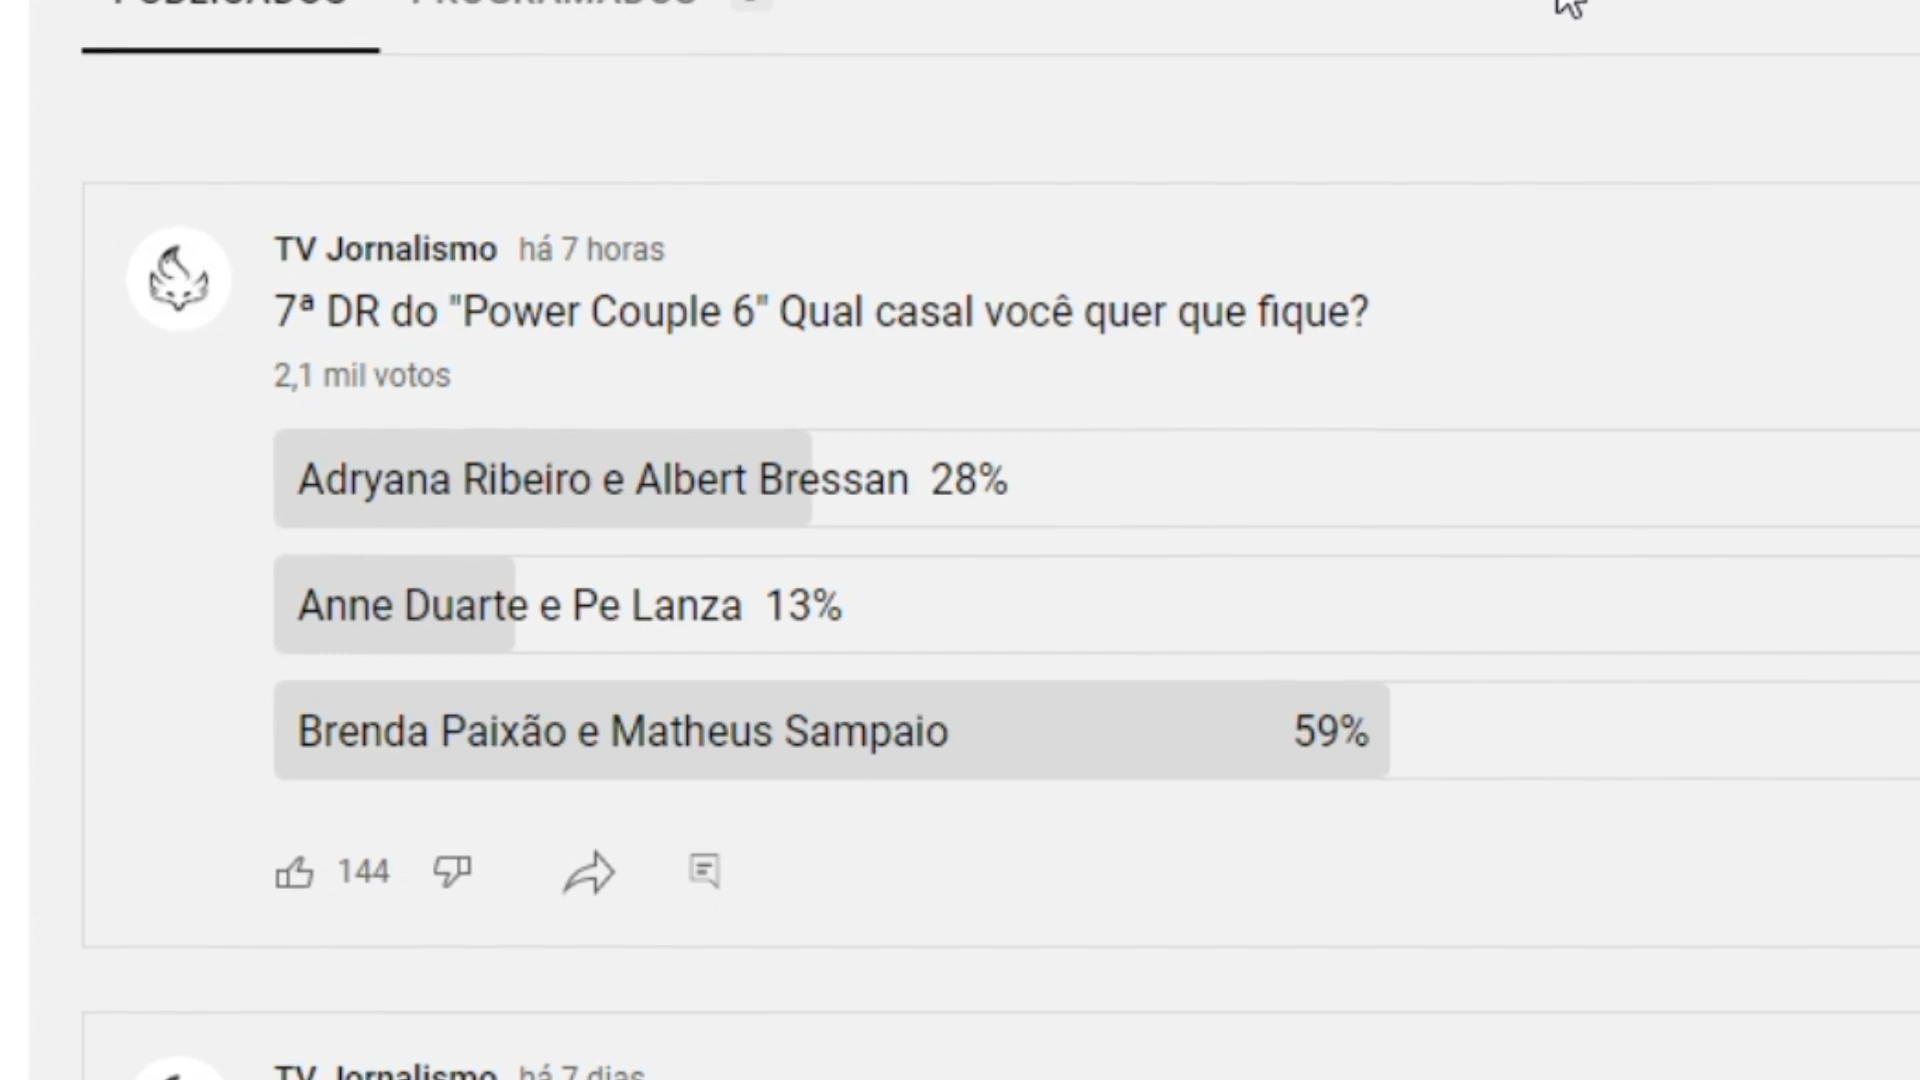 PUBLICADOS PROGRAMADOS
TV Jornalismo há 7 horas
7ª DR do "Power Couple 6" Qual casal você quer que fique?
2,1 mil votos
Adryana Ribeiro e Albert Bressan 28%
Anne Duarte e Pe Lanza 13%
Brenda Paixão e Matheus Sampaio 59%
144
TV Jornalismo há 7 dias